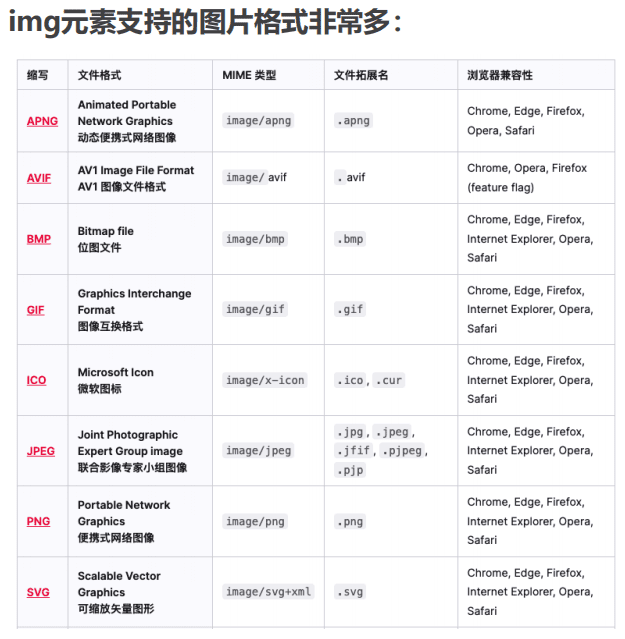 img元素支持的图片格式非常多：
缩写 文件格式 MIME 类型 文件拓展名 浏览器兼容性
APNG
Animated Portable
Network Graphics
动态便携式网络图像
image/apng
.apng
Chrome, Edge, Firefox,
Opera, Safari
AVIF
AV1 Image File Format
AV1 图像文件格式
image/ avif
. avif
Chrome, Opera, Firefox
(feature flag)
BMP
Bitmap file
位图文件
image/bmp
.bmp
Chrome, Edge, Firefox,
Internet Explorer, Opera,
Safari
GIF
Graphics Interchange
Format
图像互换格式
image/gif
.gif
Chrome, Edge, Firefox,
Internet Explorer, Opera,
Safari
ICO
Microsoft Icon
微软图标
image/x-icon
.ico, .cur
Chrome, Edge, Firefox,
Internet Explorer, Opera,
Safari
JPEG
Joint Photographic
Expert Group image
联合影像专家小组图像
image/jpeg
.jpg, .jpeg,
.jfif, .pjpeg,
.pjp
Chrome, Edge, Firefox,
Internet Explorer, Opera,
Safari
PNG
Portable Network
Graphics
便携式网络图像
image/png
.png
Chrome, Edge, Firefox,
Internet Explorer, Opera,
Safari
SVG
Scalable Vector
Graphics
可缩放矢量图形
image/svg+xml
.svg
Chrome, Edge, Firefox,
Internet Explorer, Opera,
Safari